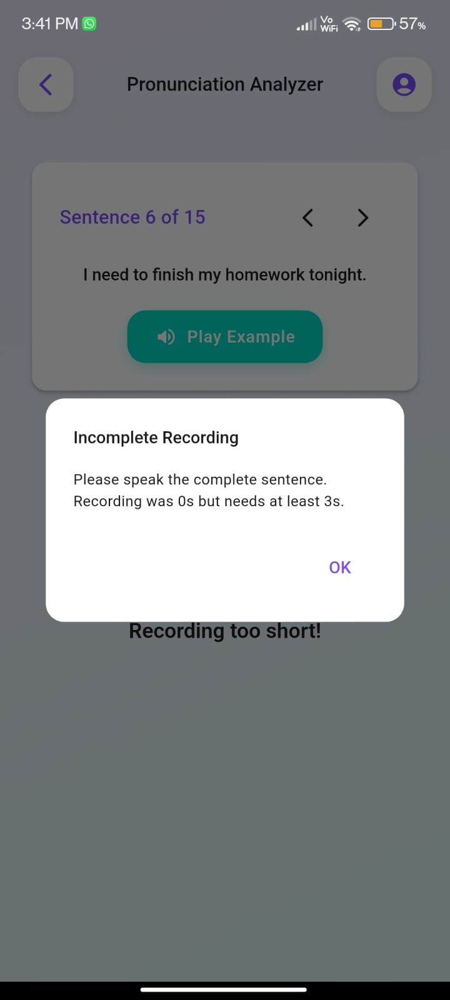 3:41 PM
Vo
WiFi
57%
Pronunciation Analyzer
Sentence 6 of 15
I need to finish my homework tonight.
Play Example
Incomplete Recording
Please speak the complete sentence.
Recording was 0s but needs at least 3s.
OK
Recording too short!